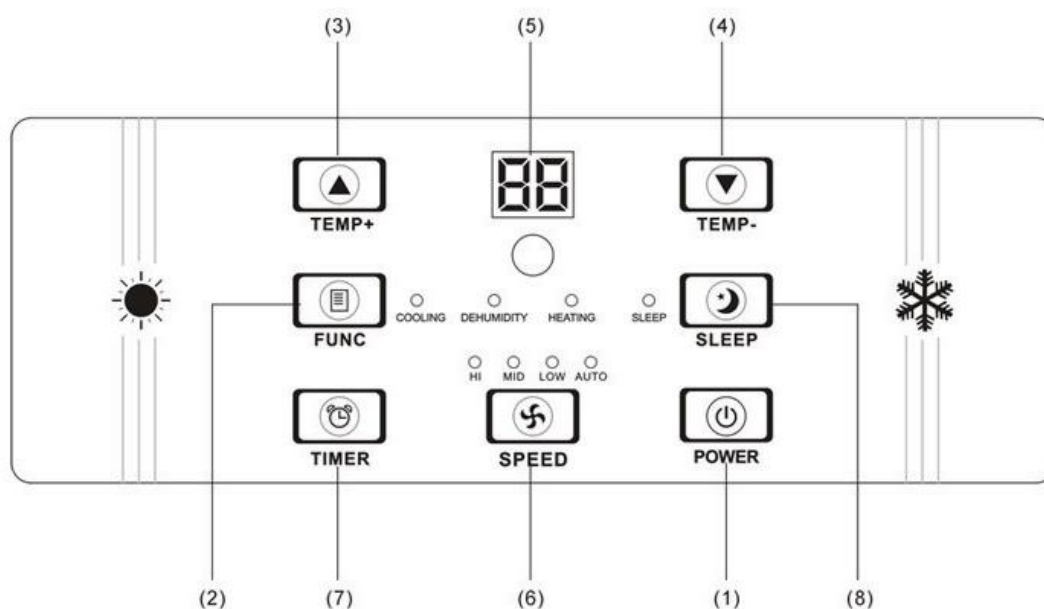 (3) (5) (4)
88
TEMP+ TEMP-
COOLING DEHUMIDITY HEATING SLEEP
FUNC SLEEP
HI MID LOW AUTO
TIMER SPEED POWER
(2) (7) (6) (1) (8)